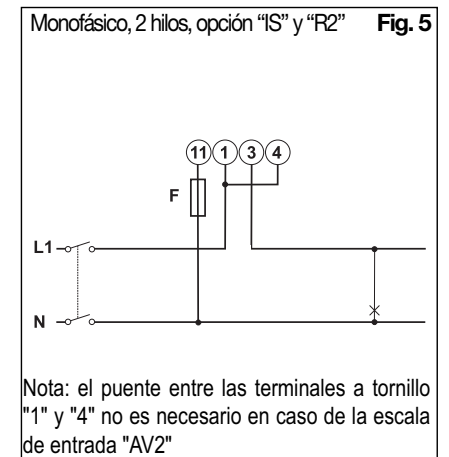 Monofásico, 2 hilos, opción “IS” y “R2” Fig. 5
11 1 3 4
F
L1
N
Nota: el puente entre las terminales a tornillo
"1" y "4" no es necesario en caso de la escala
de entrada "AV2"